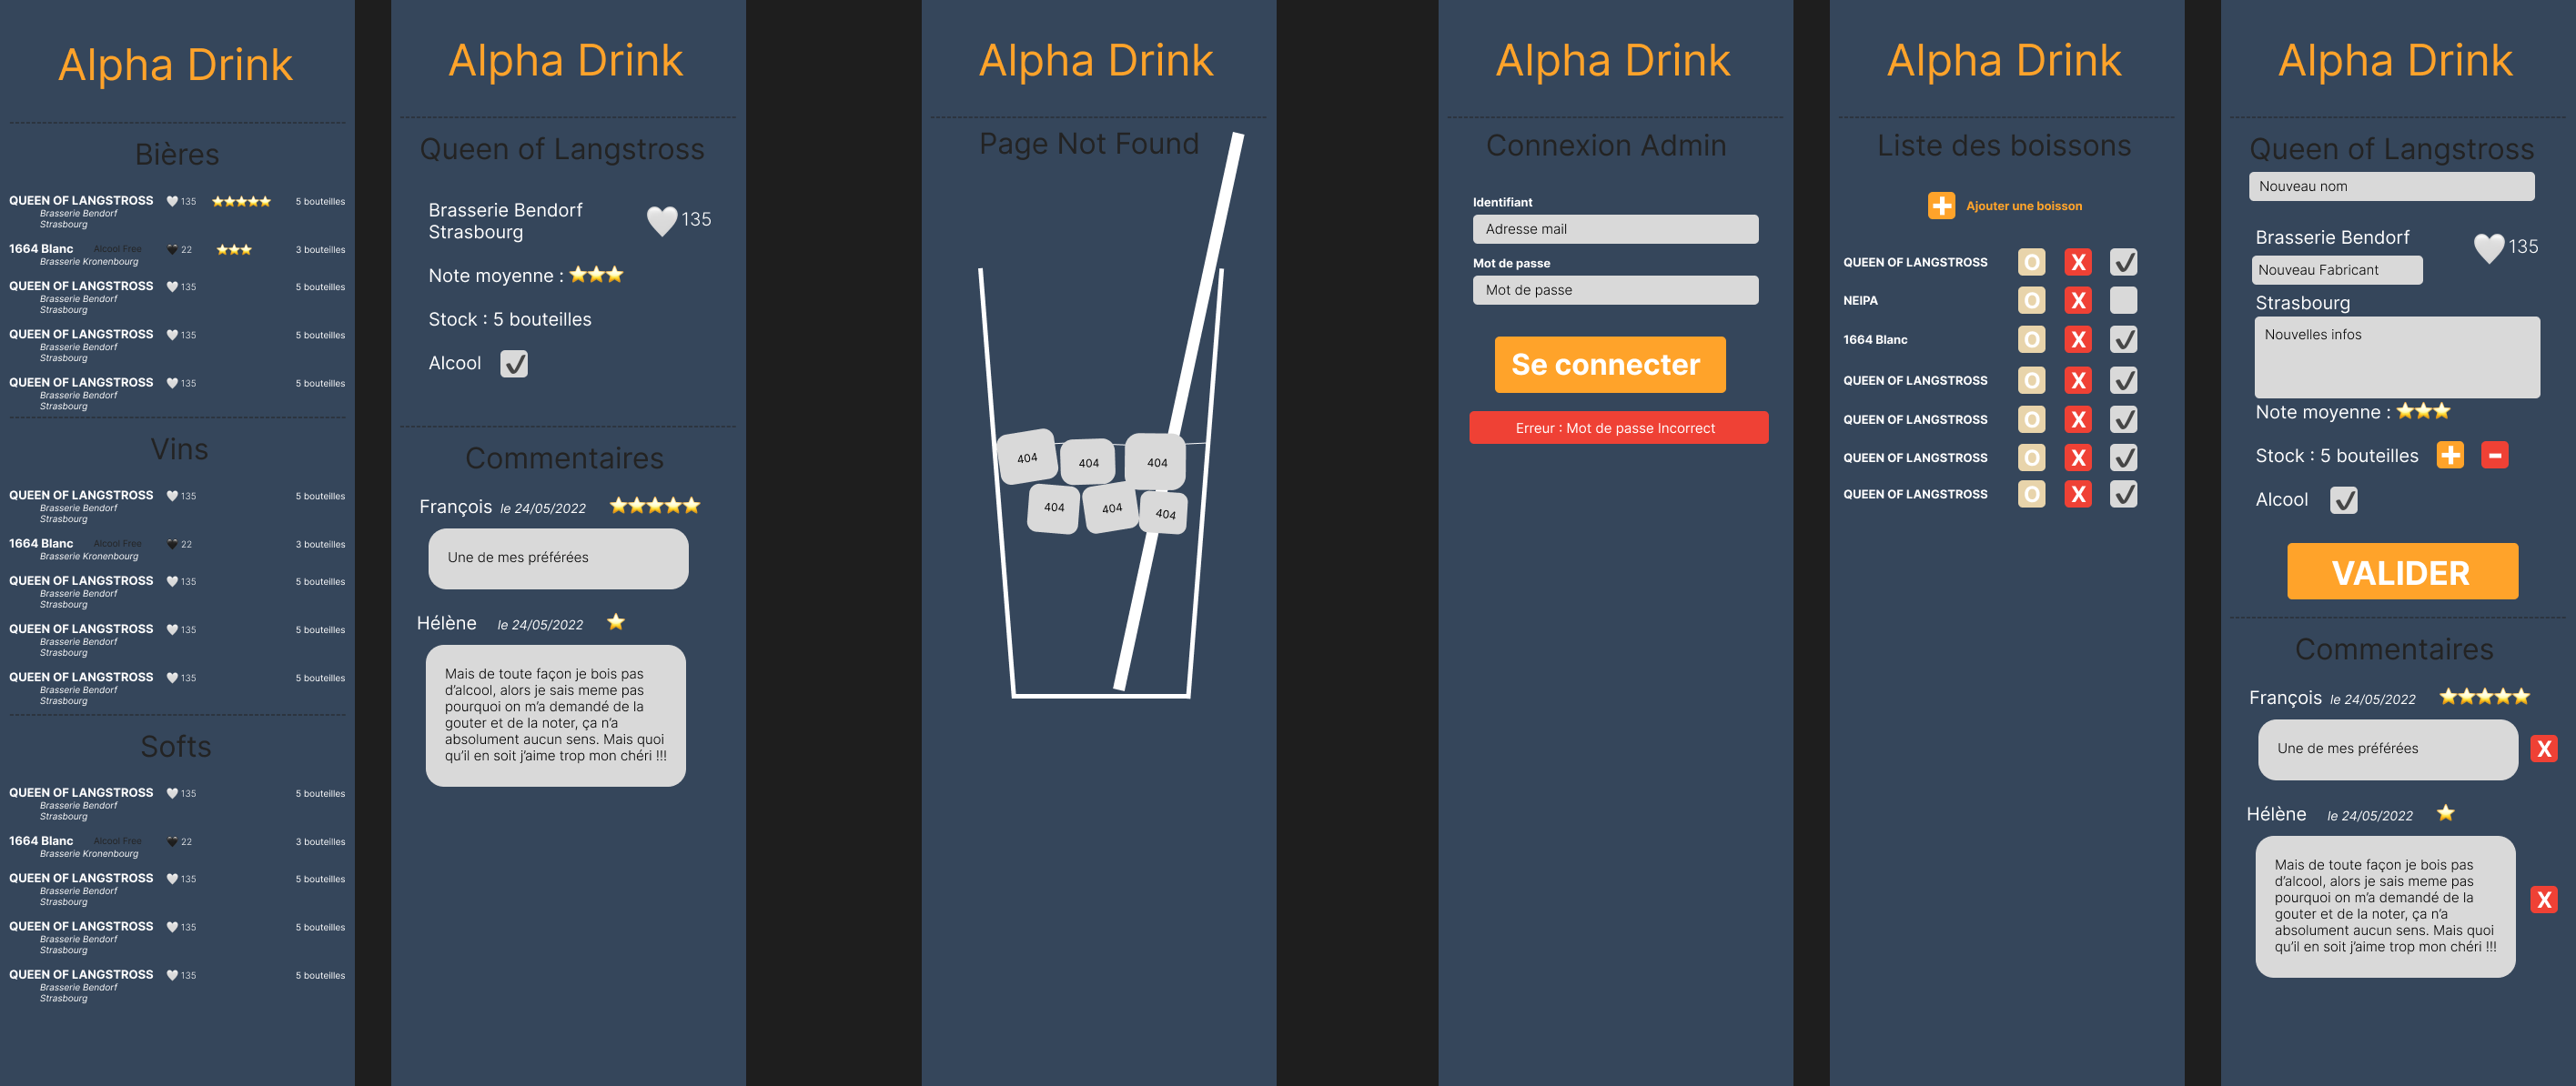 Alpha Drink
Bières
QUEEN OF LANGSTROSS 135 5 bouteilles
Brasserie Bendorf
Strasbourg
1664 Blanc Alcool Free 22 3 bouteilles
Brasserie Kronenbourg
QUEEN OF LANGSTROSS 135 5 bouteilles
Brasserie Bendorf
Strasbourg
QUEEN OF LANGSTROSS 135 5 bouteilles
Brasserie Bendorf
Strasbourg
QUEEN OF LANGSTROSS 135 5 bouteilles
Brasserie Bendorf
Strasbourg
Vins
QUEEN OF LANGSTROSS 135 5 bouteilles
Brasserie Bendorf
Strasbourg
1664 Blanc Alcool Free 22 3 bouteilles
Brasserie Kronenbourg
QUEEN OF LANGSTROSS 135 5 bouteilles
Brasserie Bendorf
Strasbourg
QUEEN OF LANGSTROSS 135 5 bouteilles
Brasserie Bendorf
Strasbourg
QUEEN OF LANGSTROSS 135 5 bouteilles
Brasserie Bendorf
Strasbourg
Softs
QUEEN OF LANGSTROSS 135 5 bouteilles
Brasserie Bendorf
Strasbourg
1664 Blanc Alcool Free 22 3 bouteilles
Brasserie Kronenbourg
QUEEN OF LANGSTROSS 135 5 bouteilles
Brasserie Bendorf
Strasbourg
QUEEN OF LANGSTROSS 135 5 bouteilles
Brasserie Bendorf
Strasbourg
QUEEN OF LANGSTROSS 135 5 bouteilles
Brasserie Bendorf
Strasbourg
Alpha Drink
Queen of Langstross
Brasserie Bendorf
Strasbourg
135
Note moyenne :
Stock : 5 bouteilles
Alcool
Commentaires
François le 24/05/2022
Une de mes préférées
Hélène le 24/05/2022
Mais de toute façon je bois pas
d'alcool, alors je sais meme pas
pourquoi on m'a demandé de la
gouter et de la noter, ça n'a
absolument aucun sens. Mais quoi
qu'il en soit j'aime trop mon chéri !!!
Alpha Drink
Page Not Found
404 404 404
404 404 404
Alpha Drink
Connexion Admin
Identifiant
Adresse mail
Mot de passe
Mot de passe
Se connecter
Erreur : Mot de passe Incorrect
Alpha Drink
Liste des boissons
Ajouter une boisson
QUEEN OF LANGSTROSS O X
NEIPA O X
1664 Blanc O X
QUEEN OF LANGSTROSS O X
QUEEN OF LANGSTROSS O X
QUEEN OF LANGSTROSS O X
QUEEN OF LANGSTROSS O X
Alpha Drink
Queen of Langstross
Nouveau nom
Brasserie Bendorf
135
Nouveau Fabricant
Strasbourg
Nouvelles infos
Note moyenne :
Stock : 5 bouteilles + -
Alcool
VALIDER
Commentaires
François le 24/05/2022
Une de mes préférées X
Hélène le 24/05/2022
Mais de toute façon je bois pas
d'alcool, alors je sais meme pas
pourquoi on m'a demandé de la X
gouter et de la noter, ça n'a
absolument aucun sens. Mais quoi
qu'il en soit j'aime trop mon chéri !!!